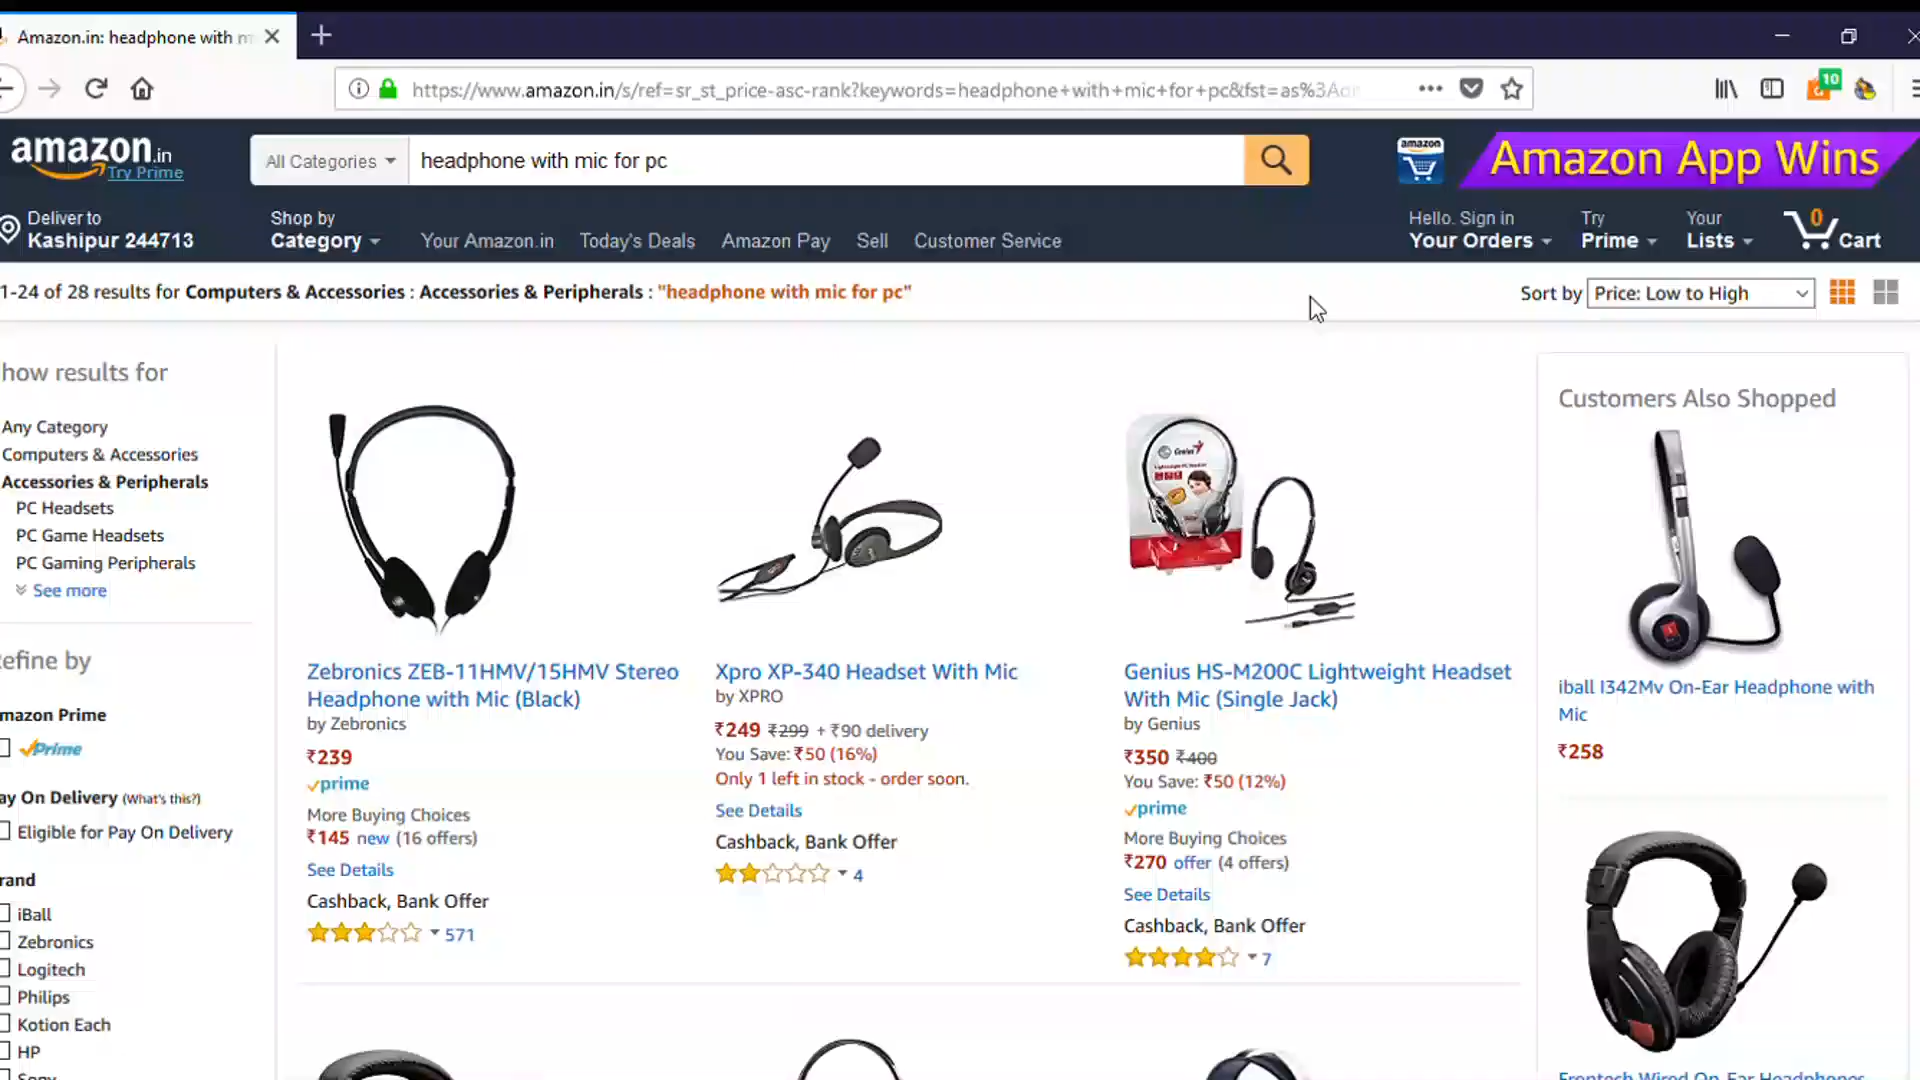 Amazon.in: headphone with m
https://www.amazon.in/s/ref=sr_st_price-asc-rank?keywords=headphone+with+mic+for+pc&fst=as%3Aor
10
amazon.in
Try Prime
All Categories
headphone with mic for pc
amazon
Amazon App Wins
Deliver to
Kashipur 244713
Shop by
Category
Your Amazon.in
Today's Deals
Amazon Pay
Sell
Customer Service
Hello. Sign in
Your Orders
Try
Prime
Your
Lists
0
Cart
1-24 of 28 results for Computers & Accessories : Accessories & Peripherals : "headphone with mic for pc"
Sort by Price: Low to High
how results for
Any Category
Computers & Accessories
Accessories & Peripherals
PC Headsets
PC Game Headsets
PC Gaming Peripherals
See more
efine by
mazon Prime
Prime
ay On Delivery (What's this?)
Eligible for Pay On Delivery
rand
iBall
Zebronics
Logitech
Philips
Kotion Each
HP
Sony
Zebronics ZEB-11HMV/15HMV Stereo
Headphone with Mic (Black)
by Zebronics
₹239
prime
More Buying Choices
₹145 new (16 offers)
See Details
Cashback, Bank Offer
571
Xpro XP-340 Headset With Mic
by XPRO
₹249 ₹299 + ₹90 delivery
You Save: ₹50 (16%)
Only 1 left in stock - order soon.
See Details
Cashback, Bank Offer
4
Genius
Genius HS-M200C Lightweight Headset
With Mic (Single Jack)
by Genius
₹350 ₹400
You Save: ₹50 (12%)
prime
More Buying Choices
₹270 offer (4 offers)
See Details
Cashback, Bank Offer
7
Customers Also Shopped
iball I342Mv On-Ear Headphone with
Mic
₹258
Frontech Wired On-Ear Headphones